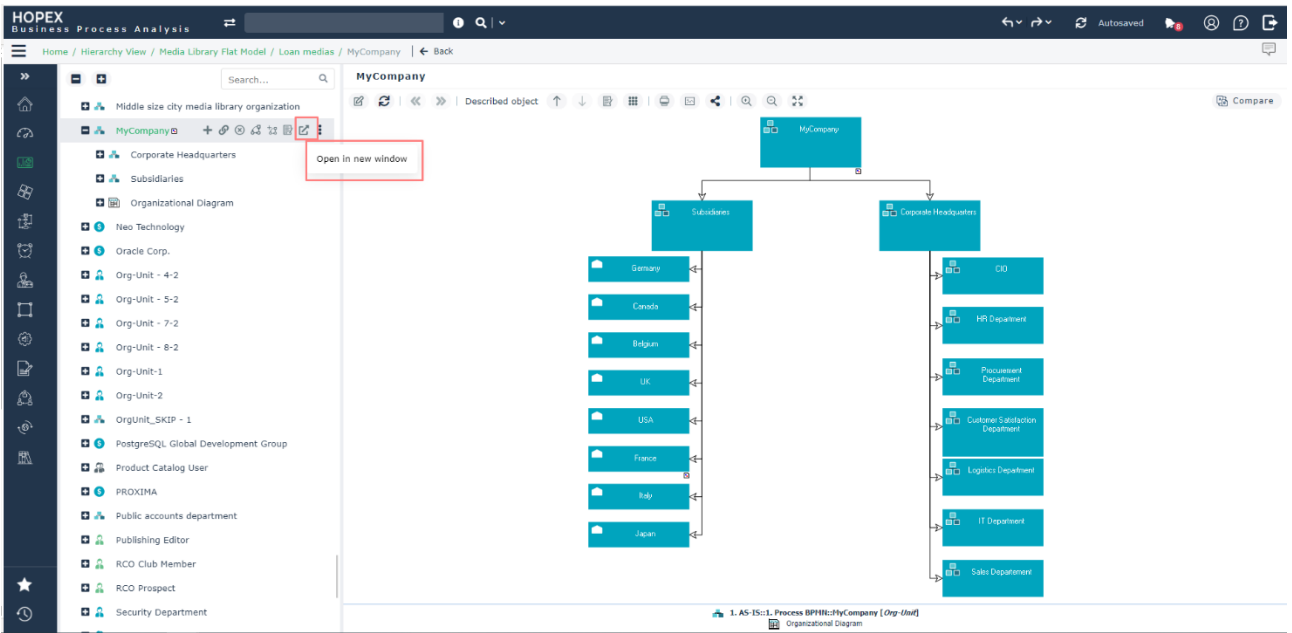 HOPEX
Business Process Analysis
Autosaved
8
Home / Hierarchy View / Media Library Flat Model / Loan medias / MyCompany
Back
Search...
Middle size city media library organization
MyCompany
Open in new window
Corporate Headquarters
Subsidiaries
Organizational Diagram
Neo Technology
Oracle Corp.
Org-Unit - 4-2
Org-Unit - 5-2
Org-Unit - 7-2
Org-Unit - 8-2
Org-Unit-1
Org-Unit-2
OrgUnit_SKIP - 1
PostgreSQL Global Development Group
Product Catalog User
PROXIMA
Public accounts department
Publishing Editor
RCO Club Member
RCO Prospect
Security Department
MyCompany
Described object
Compare
MyCompany
Subsidiaries
Corporate Headquarters
Germany
Canada
Belgium
UK
USA
France
Italy
Japan
CIO
HR Department
Procurement
Department
Customer Satisfaction
Department
Logistics Department
IT Department
Sales Departement
1. AS-IS::1. Process BPMN::MyCompany [Org-Unit]
Organizational Diagram